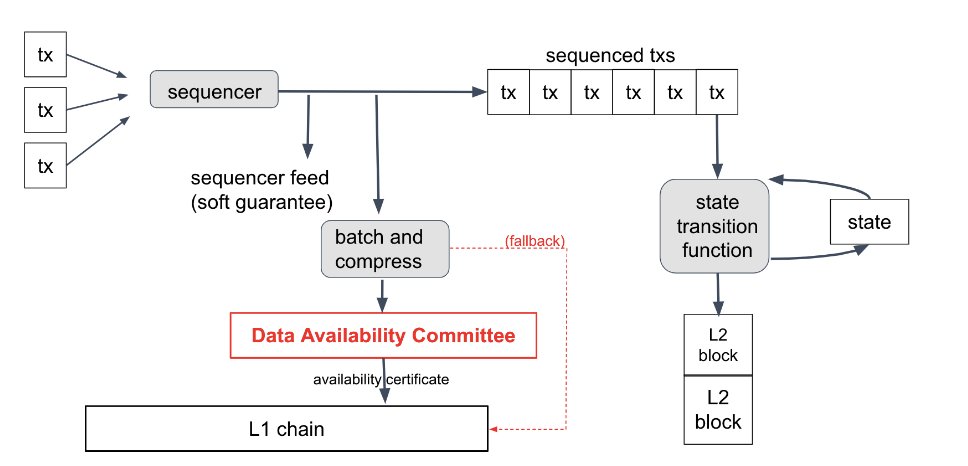 tx
tx
tx
sequencer
sequenced txs
tx tx tx tx tx tx
sequencer feed
(soft guarantee)
batch and
compress
(fallback)
Data Availability Committee
availability certificate
L1 chain
state
transition
function
state
L2
block
L2
block